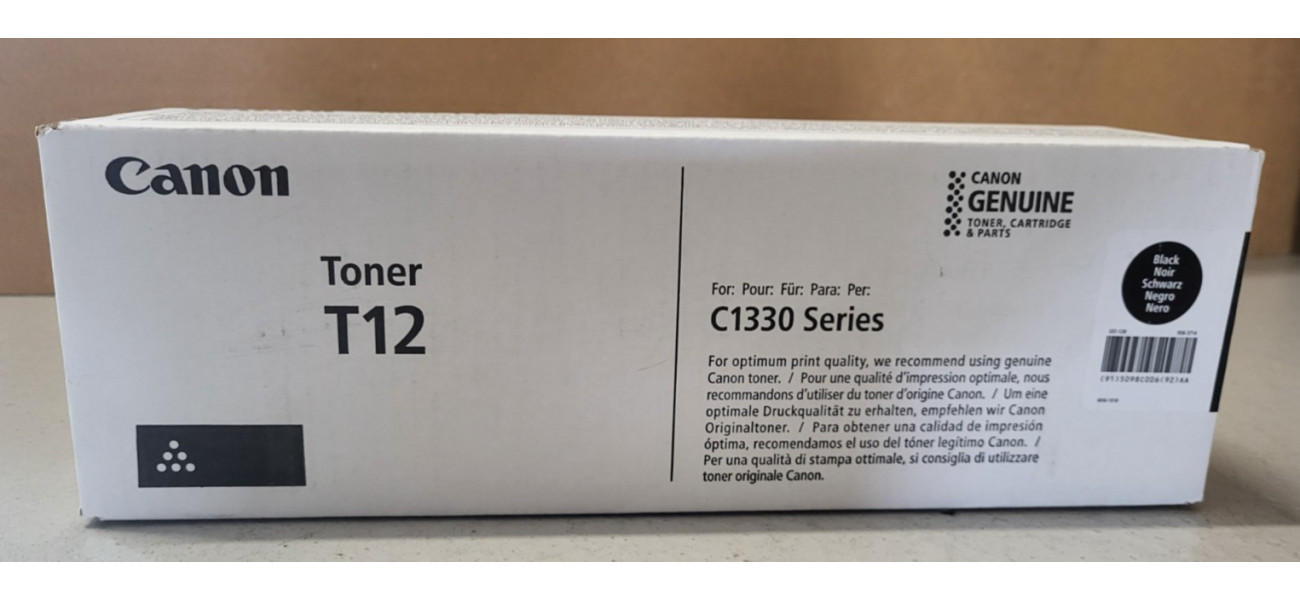 Canon
Toner
T12
CANON
GENUINE
TONER, CARTRIDGE
& PARTS
For: Pour: Für: Para: Per:
C1330 Series
For optimum print quality, we recommend using genuine
Canon toner. / Pour une qualité d'impression optimale, nous
recommandons d'utiliser du toner d'origine Canon. / Um eine
optimale Druckqualität zu erhalten, empfehlen wir Canon
Originaltoner. / Para obtener una calidad de impresión
óptima, recomendamos el uso del tóner legítimo Canon. /
Per una qualità di stampa ottimale, si consiglia di utilizzare
toner originale Canon.
Black
Noir
Schwarz
Negro
Nero
(91)5098C006(92)AA